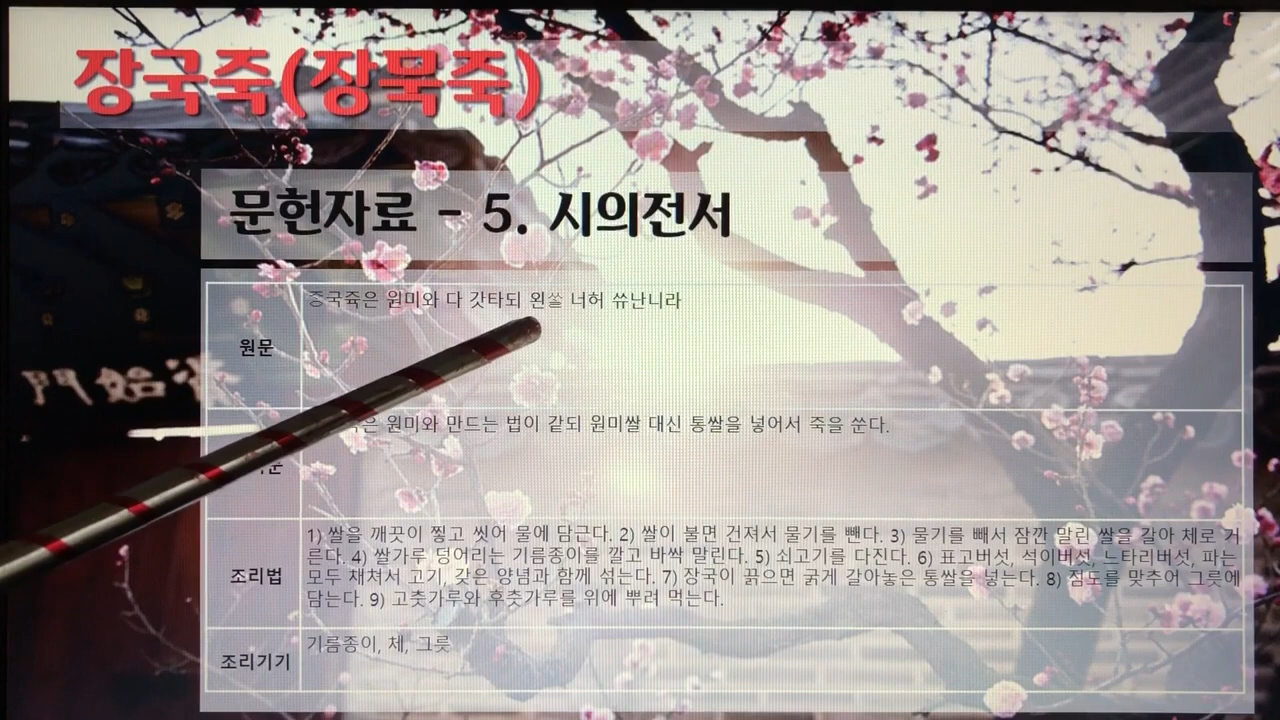 장국죽(장묵죽)
문헌자료 - 5. 시의전서
원문
은 원미와 다 갓타되 왼쏠 너허 쓔난니라
은 원미와 만드는 법이 같되 원미쌀 대신 통쌀을 넣어서 죽을 쑨다.
조리법
1) 쌀을 깨끗이 찧고 씻어 물에 담근다. 2) 쌀이 불면 건져서 물기를 뺀다. 3) 물기를 빼서 잠깐 말린 쌀을 갈아 체로 거
른다. 4) 쌀가루 덩어리는 기름종이를 깔고 바싹 말린다. 5) 쇠고기를 다진다. 6) 표고버섯, 석이버섯, 느타리버섯, 파는
모두 채쳐서 고기, 갖은 양념과 함께 섞는다. 7) 장국이 끓으면 굵게 갈아놓은 통쌀을 넣는다. 8) 점도를 맞추어 그릇에
담는다. 9) 고춧가루와 후춧가루를 위에 뿌려 먹는다.
조리기기
기름종이, 체, 그릇